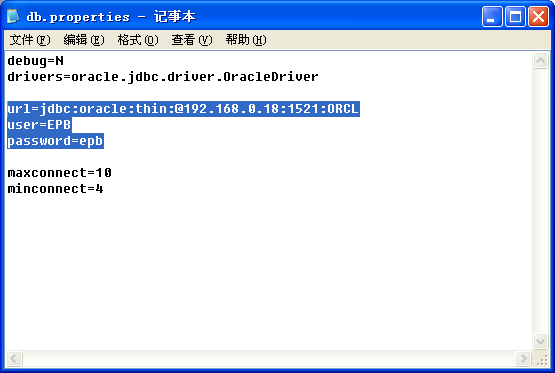 db.properties - 记事本
文件(F) 编辑(E) 格式(O) 查看(V) 帮助(H)
debug=N
drivers=oracle.jdbc.driver.OracleDriver
url=jdbc:oracle:thin:@192.168.0.18:1521:ORCL
user=EPB
password=epb
maxconnect=10
minconnect=4